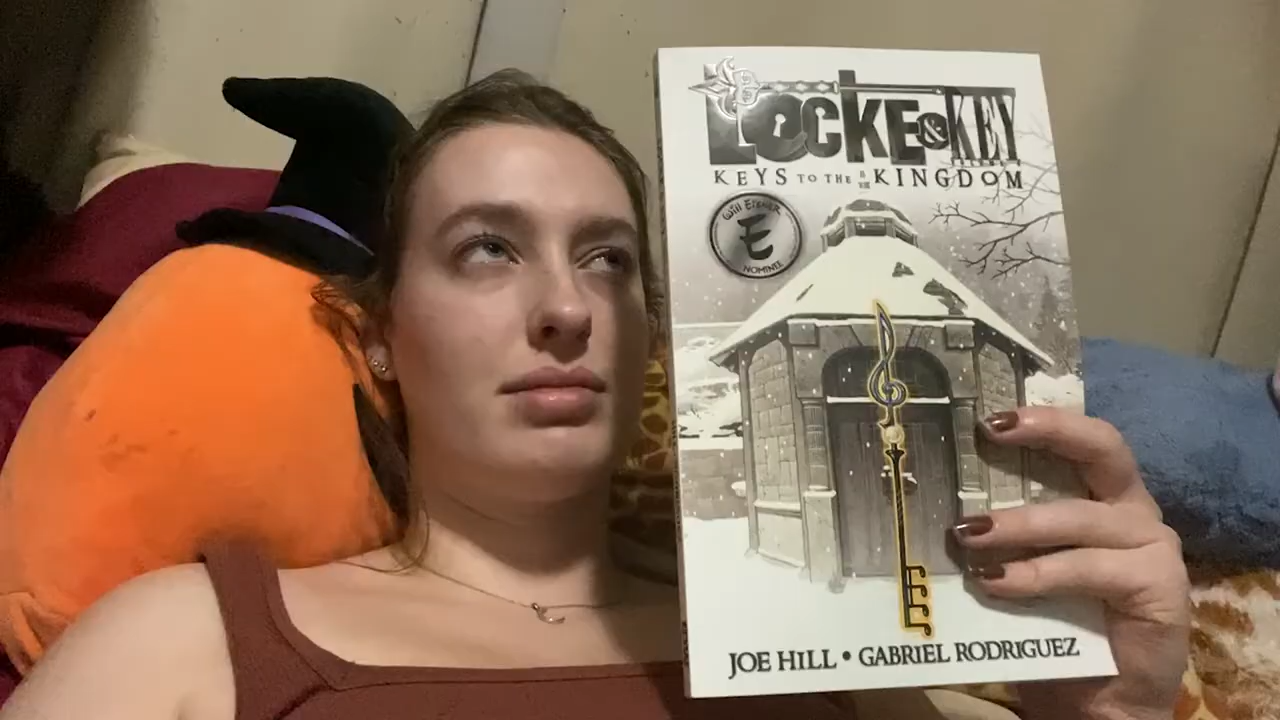 LOCKE & KEY
KEYS TO THE KINGDOM
WILL EISNER
E
NOMINEE
JOE HILL • GABRIEL RODRIGUEZ